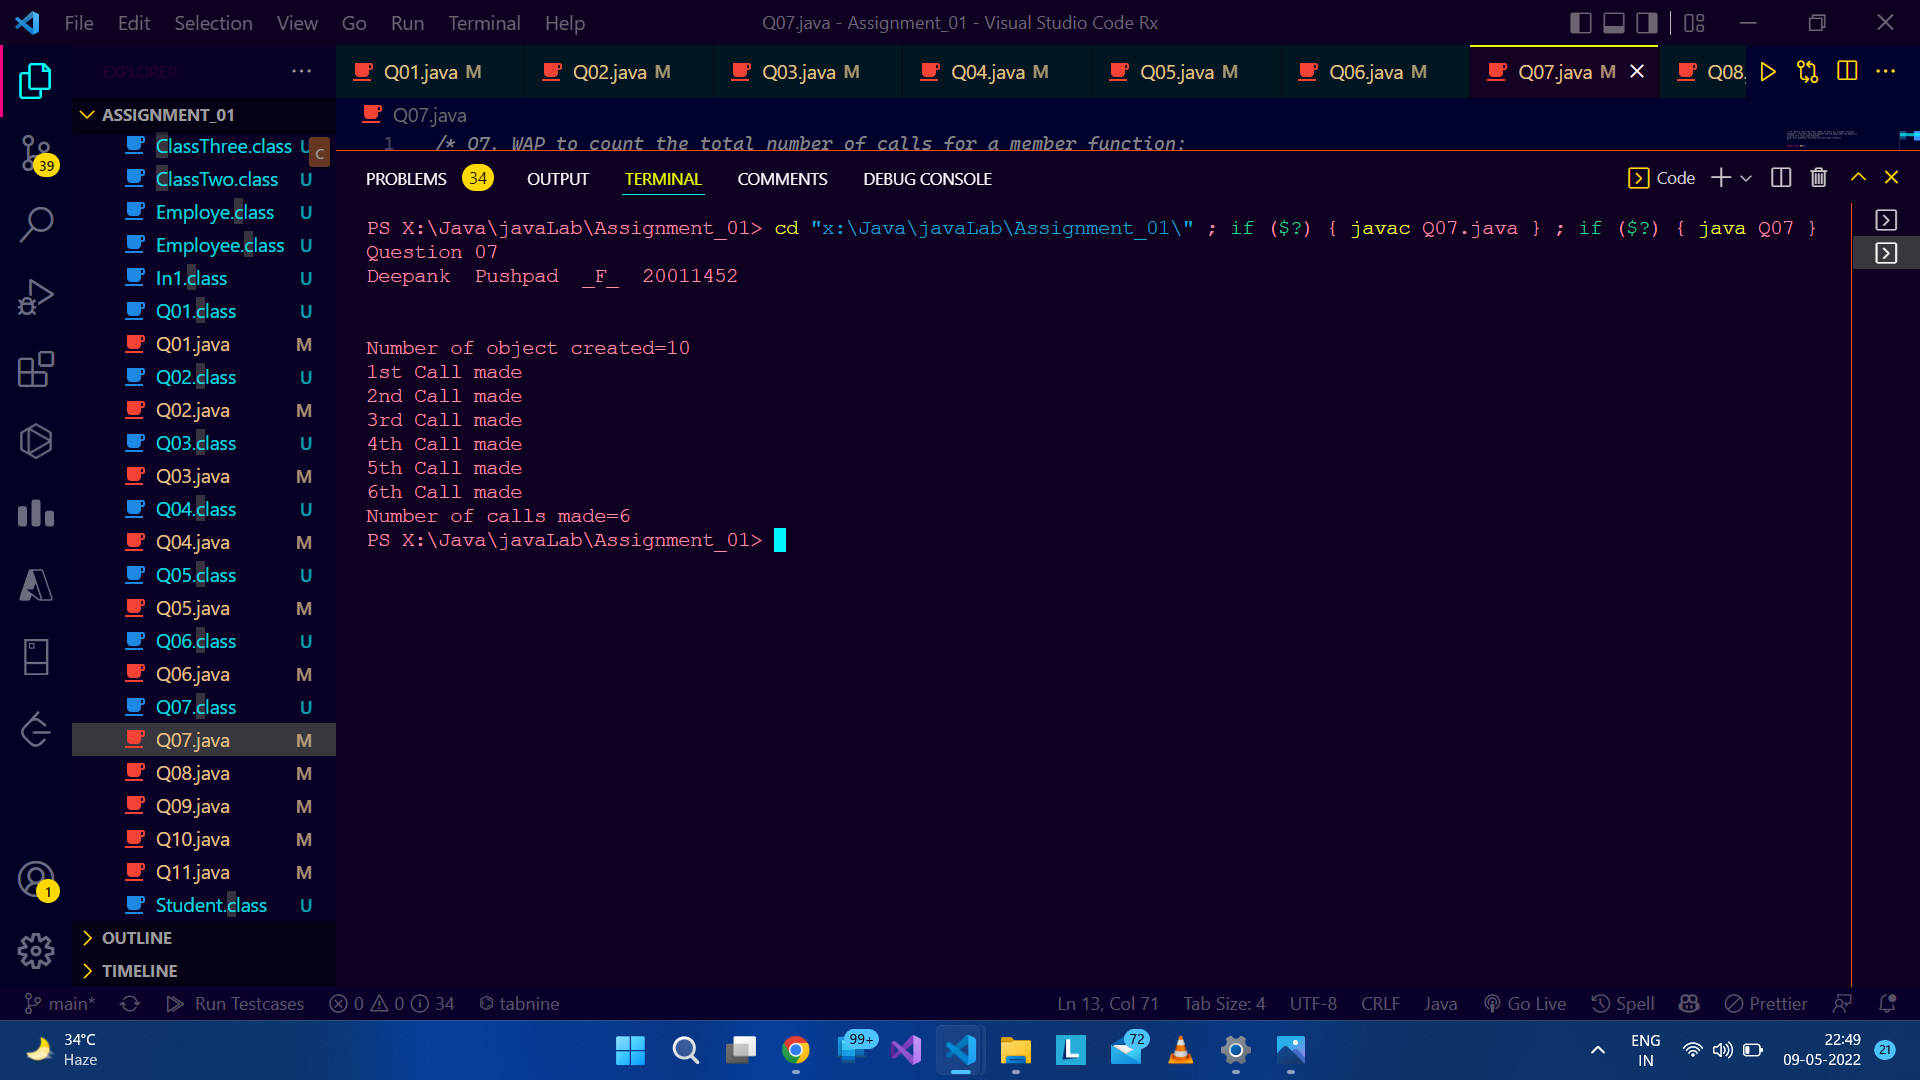 File Edit Selection View Go Run Terminal Help
Q07.java - Assignment_01 - Visual Studio Code Rx
EXPLORER
Q01.java M Q02.java M Q03.java M Q04.java M Q05.java M Q06.java M Q07.java M Q08.
ASSIGNMENT_01
Q07.java
1 /* Q7. WAP to count the total number of calls for a member function:
ClassThree.class U
C
ClassTwo.class U
Employe.class U
Employee.class U
In1.class U
Q01.class U
Q01.java M
Q02.class U
Q02.java M
Q03.class U
Q03.java M
Q04.class U
Q04.java M
Q05.class U
Q05.java M
Q06.class U
Q06.java M
Q07.class U
Q07.java M
Q08.java M
Q09.java M
Q10.java M
Q11.java M
Student.class U
OUTLINE
TIMELINE
39
1
PROBLEMS 34 OUTPUT TERMINAL COMMENTS DEBUG CONSOLE
Code
PS X:\Java\javaLab\Assignment_01> cd "x:\Java\javaLab\Assignment_01\" ; if ($?) { javac Q07.java } ; if ($?) { java Q07 }
Question 07
Deepank Pushpad _F_ 20011452
Number of object created=10
1st Call made
2nd Call made
3rd Call made
4th Call made
5th Call made
6th Call made
Number of calls made=6
PS X:\Java\javaLab\Assignment_01>
main* Run Testcases 0 0 34 tabnine
Ln 13, Col 71 Tab Size: 4 UTF-8 CRLF Java Go Live Spell Prettier
34°C
Haze
99+
L
72
ENG
IN
22:49
09-05-2022
21